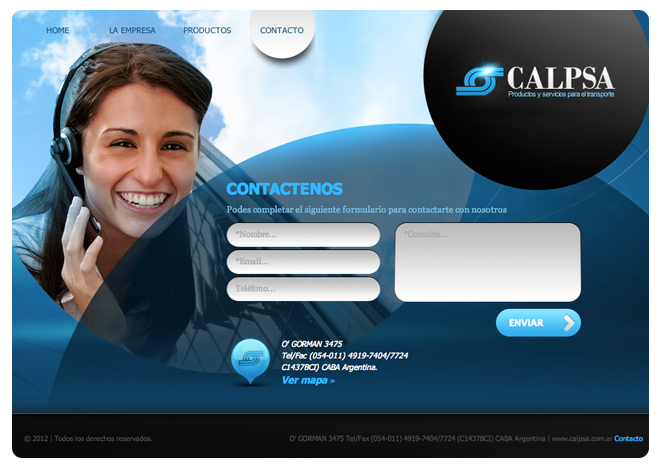 HOME LA EMPRESA PRODUCTOS CONTACTO
CALPSA
Productos y servicios para el transporte
CONTACTENOS
Podes completar el siguiente formulario para contactarte con nosotros
*Nombre...
*Consulta...
*Email...
Teléfono...
ENVIAR
O' GORMAN 3475
Tel/Fac (054-011) 4919-7404/7724
C1437BCI) CABA Argentina.
Ver mapa »
© 2012 | Todos los derechos reservados. O' GORMAN 3475 Tel/Fax (054-011) 4919-7404/7724 (C1437BCI) CABA Argentina | www.calpsa.com.ar Contacto